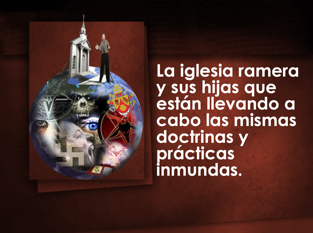 La iglesia ramera
y sus hijas que
están llevando a
cabo las mismas
doctrinas y
prácticas
inmundas.